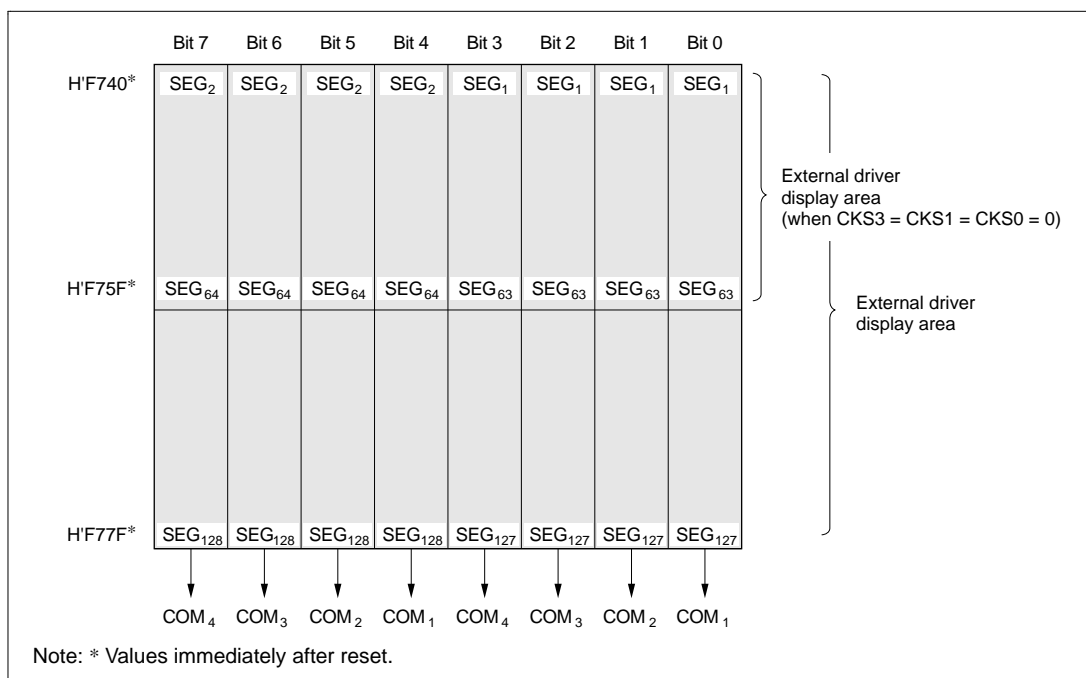 Bit 7 Bit 6 Bit 5 Bit 4 Bit 3 Bit 2 Bit 1 Bit 0
H'F740* SEG2 SEG2 SEG2 SEG2 SEG1 SEG1 SEG1 SEG1
External driver
display area
(when CKS3 = CKS1 = CKS0 = 0)
H'F75F* SEG64 SEG64 SEG64 SEG64 SEG63 SEG63 SEG63 SEG63
External driver
display area
H'F77F* SEG128 SEG128 SEG128 SEG128 SEG127 SEG127 SEG127 SEG127
COM4 COM3 COM2 COM1 COM4 COM3 COM2 COM1
Note: * Values immediately after reset.